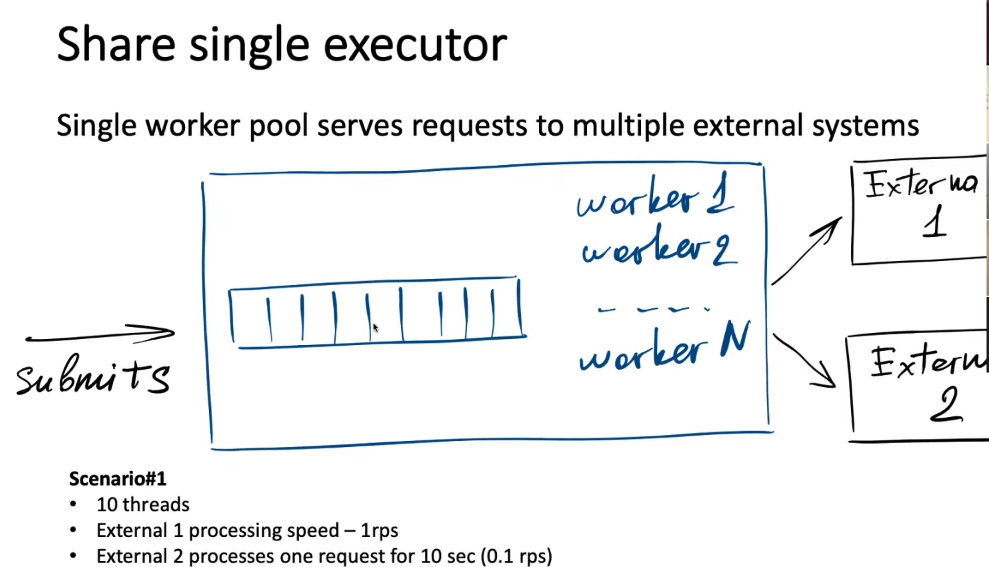 Share single executor
Single worker pool serves requests to multiple external systems
worker 1
worker 2
worker N
submits
Externa
1
Extern
2
Scenario#1
• 10 threads
• External 1 processing speed – 1rps
• External 2 processes one request for 10 sec (0.1 rps)